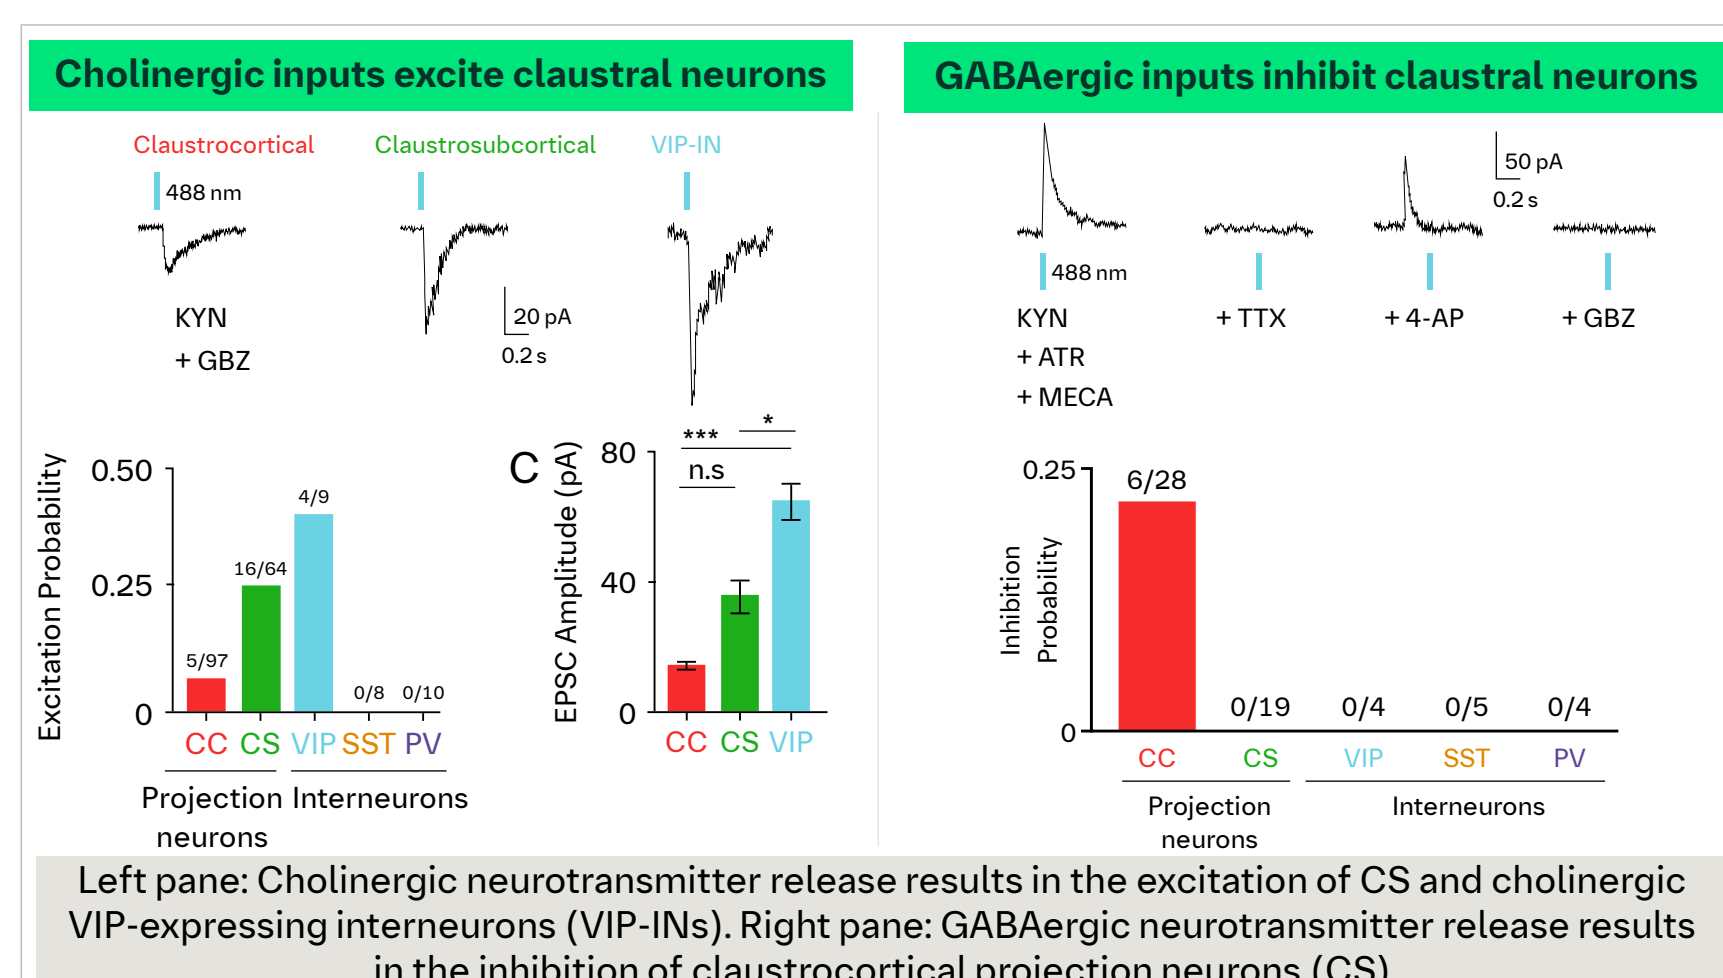 Cholinergic inputs excite claustral neurons
Claustrocortical
Claustrosubcortical
VIP-IN
488 nm
KYN
+ GBZ
20 pA
0.2 s
Excitation Probability
0.50
0.25
0
5/97
16/64
4/9
0/8
0/10
CC CS VIP SST PV
Projection neurons
Interneurons
C
EPSC Amplitude (pA)
80
40
0
***
*
n.s
CC CS VIP
GABAergic inputs inhibit claustral neurons
50 pA
0.2 s
488 nm
KYN
+ ATR
+ MECA
+ TTX
+ 4-AP
+ GBZ
Inhibition
Probability
0.25
0
6/28
0/19
0/4
0/5
0/4
CC CS VIP SST PV
Projection
neurons
Interneurons
Left pane: Cholinergic neurotransmitter release results in the excitation of CS and cholinergic
VIP-expressing interneurons (VIP-INs). Right pane: GABAergic neurotransmitter release results
in the inhibition of claustrocortical projection neurons (CS)